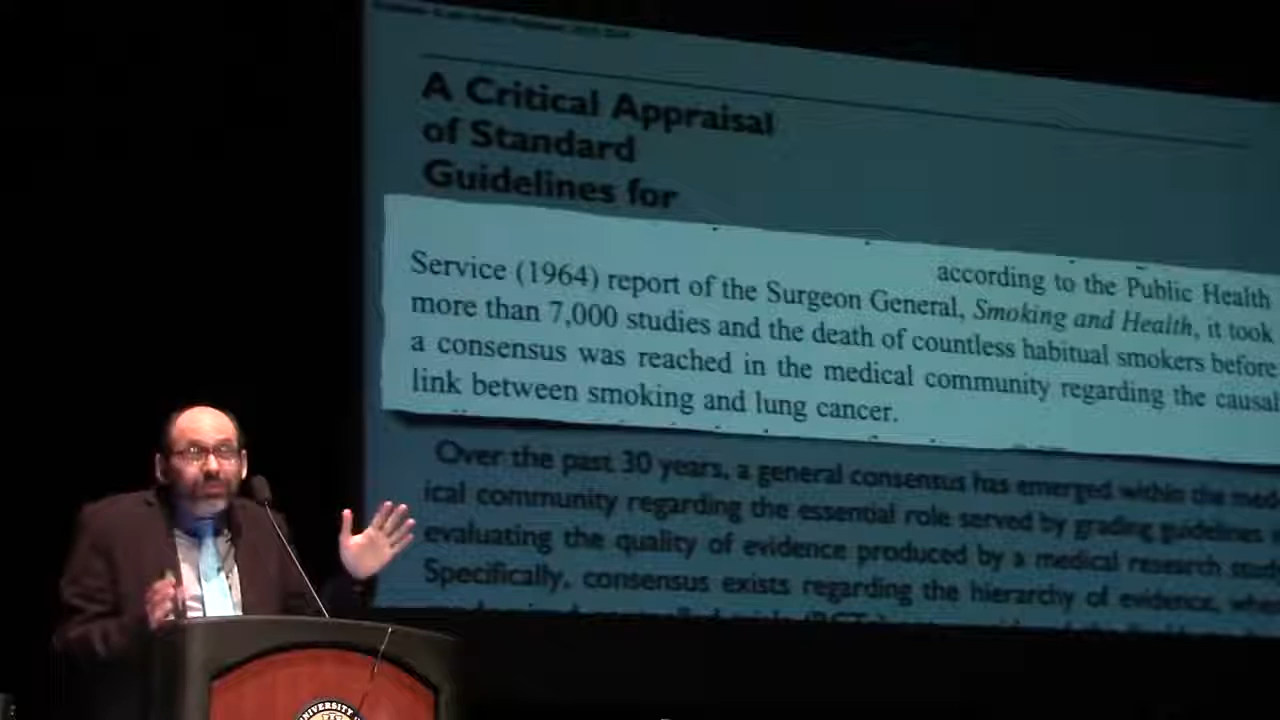 A Critical Appraisal
of Standard
Guidelines for
according to the Public Health
Service (1964) report of the Surgeon General, Smoking and Health, it took
more than 7,000 studies and the death of countless habitual smokers before
a consensus was reached in the medical community regarding the causal
link between smoking and lung cancer.
Over the past 30 years, a general consensus has emerged within the med-
ical community regarding the essential role served by grading guidelines
evaluating the quality of evidence produced by a medical research
Specifically, consensus exists regarding the hierarchy of evidence,
UNIVERSITY